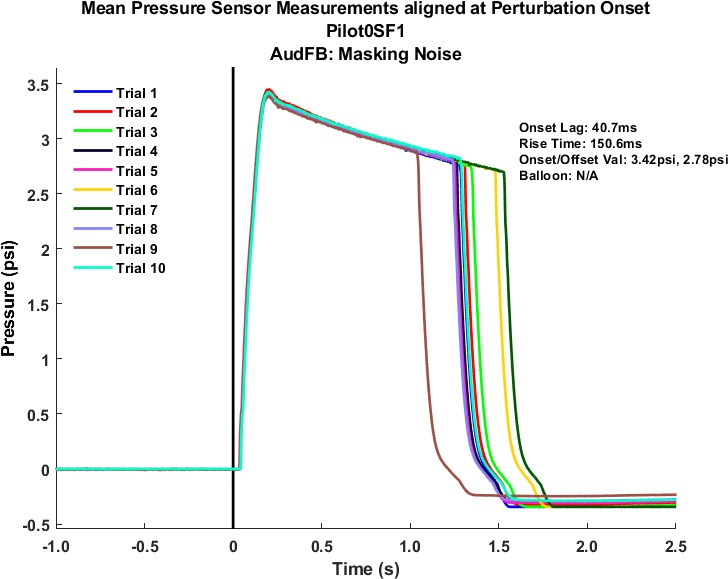 Mean Pressure Sensor Measurements aligned at Perturbation Onset
Pilot0SF1
AudFB: Masking Noise
Pressure (psi)
3.5
3
2.5
2
1.5
1
0.5
0
-0.5
Trial 1
Trial 2
Trial 3
Trial 4
Trial 5
Trial 6
Trial 7
Trial 8
Trial 9
Trial 10
Onset Lag: 40.7ms
Rise Time: 150.6ms
Onset/Offset Val: 3.42psi, 2.78psi
Balloon: N/A
-1.0 -0.5 0 0.5 1.0 1.5 2.0 2.5
Time (s)